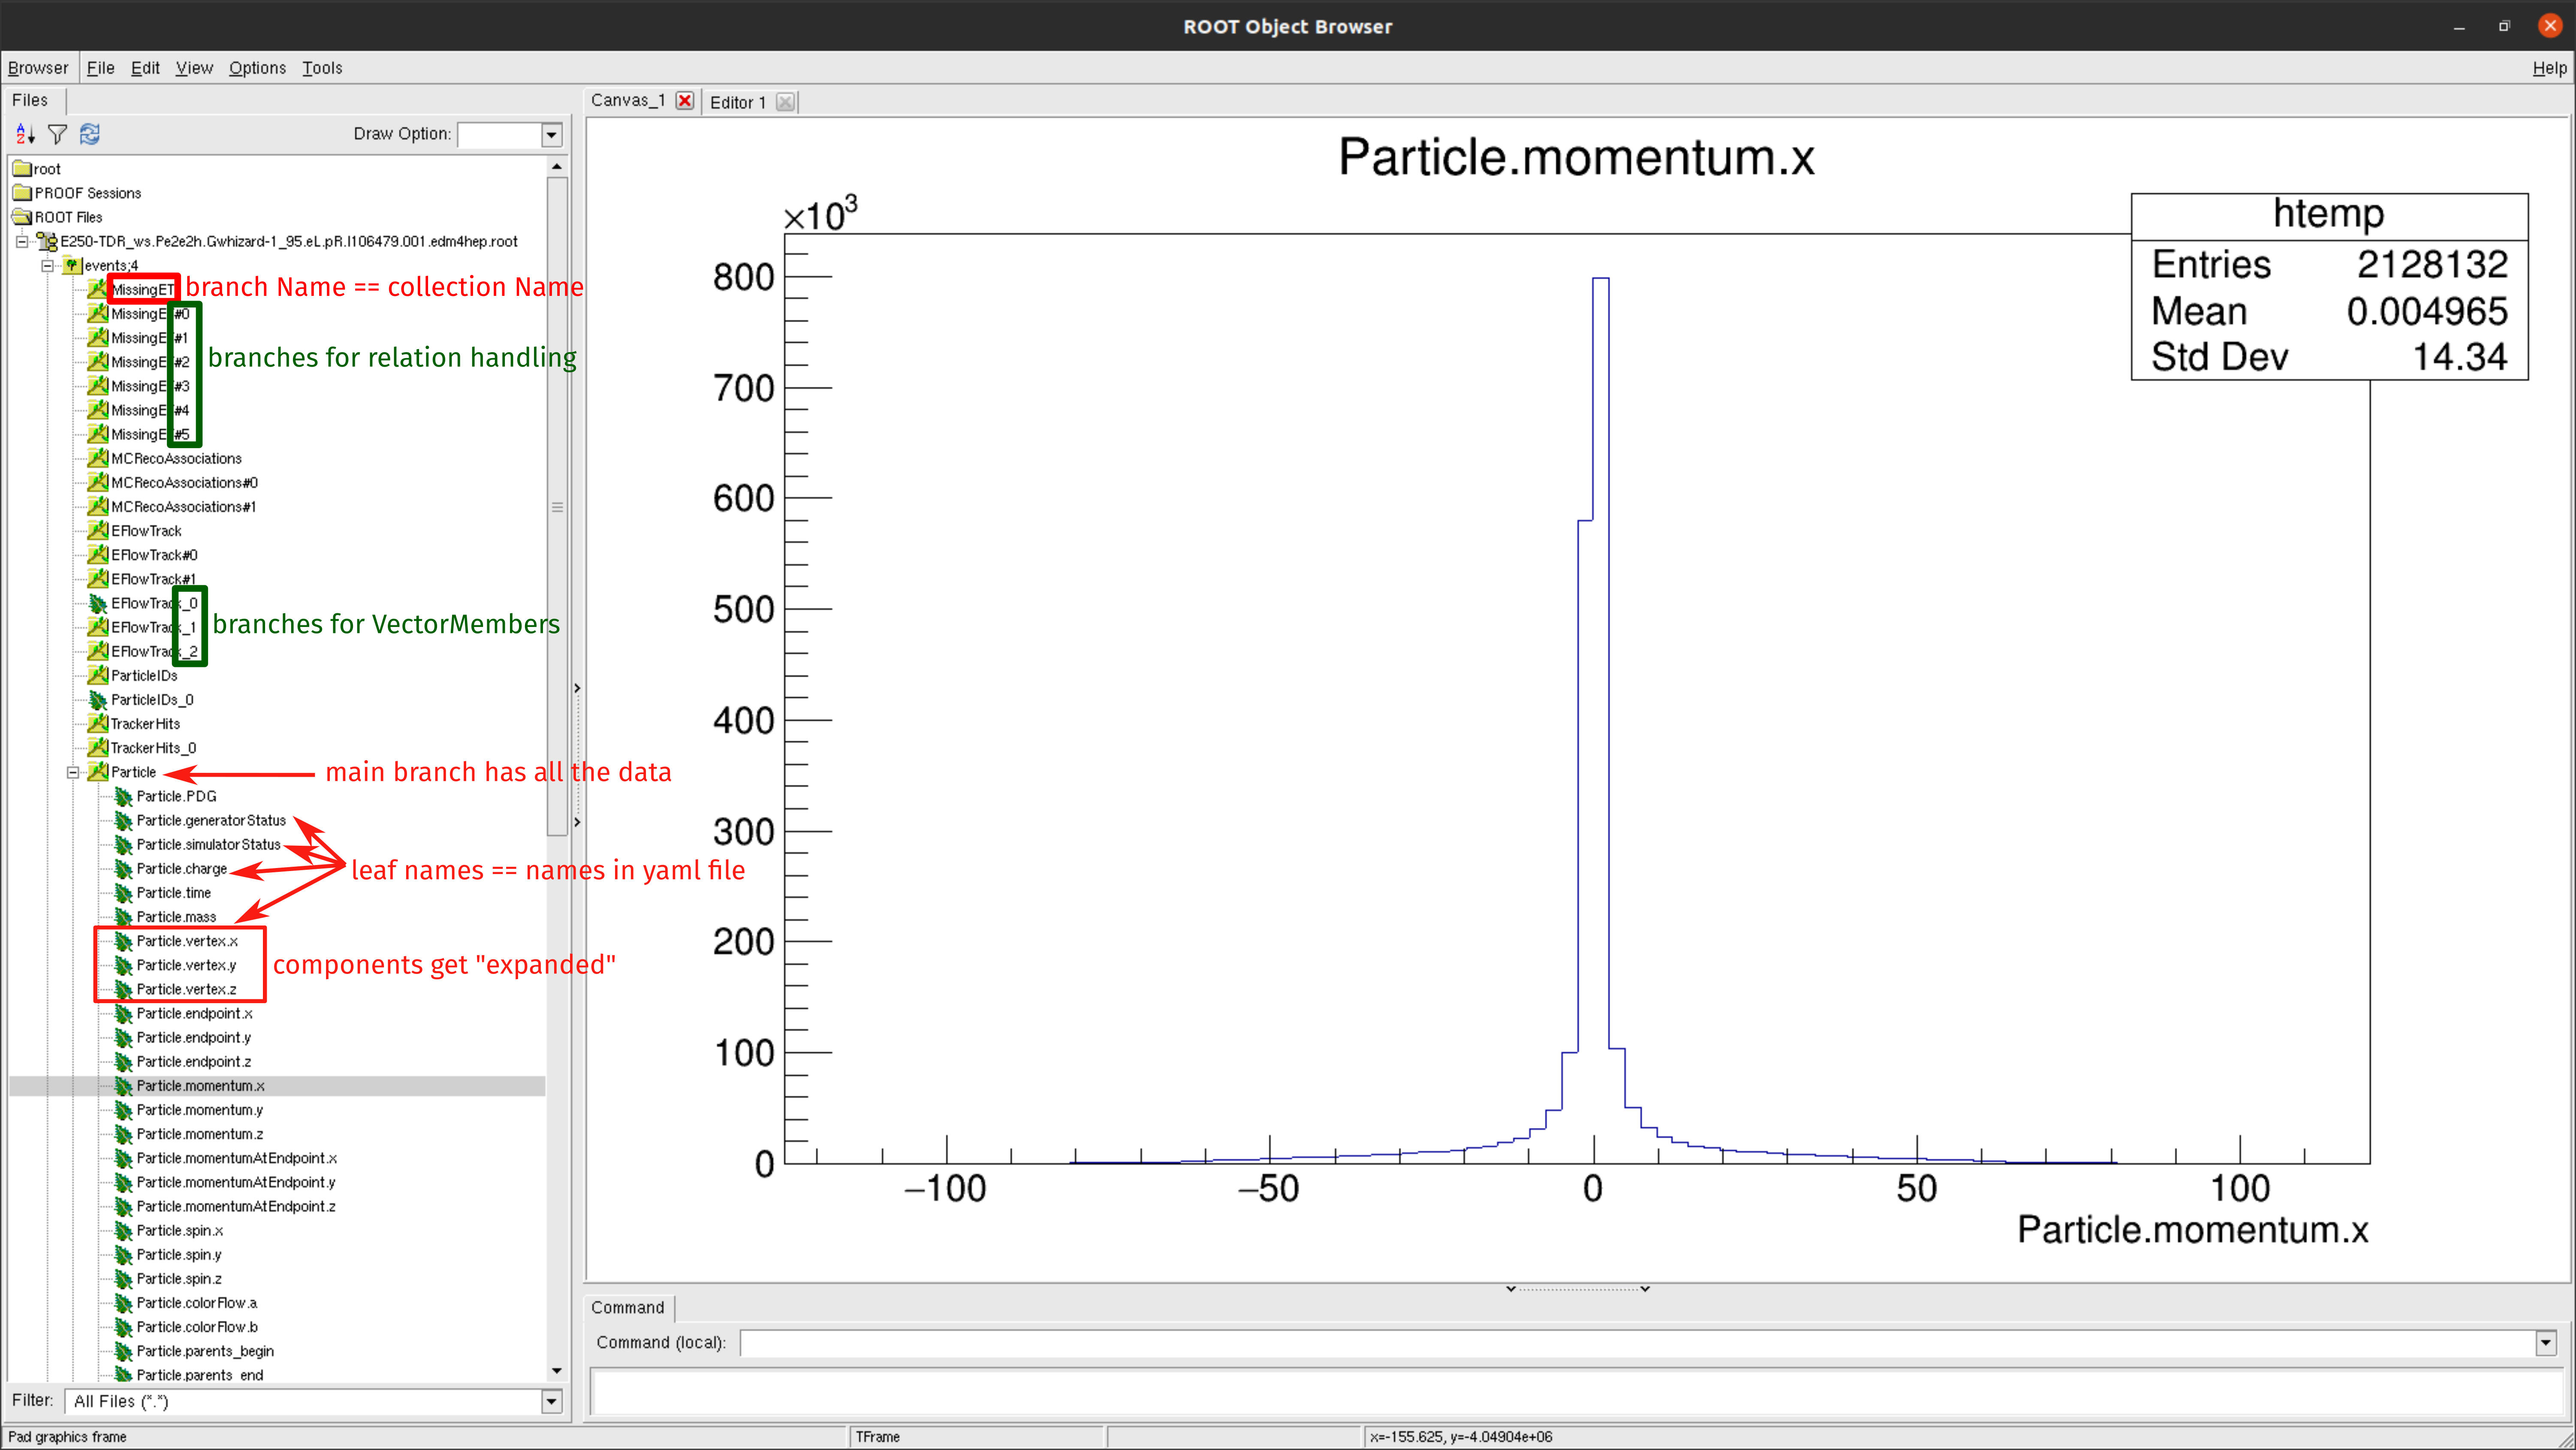 ROOT Object Browser
Browser File Edit View Options Tools Help
Files
Draw Option:
root
PROOF Sessions
ROOT Files
E250-TDR_ws.Pe2e2h.Gwhizard-1_95.eL.pR.I106479.001.edm4hep.root
events;4
MissingET branch Name == collection Name
MissingET#0
MissingET#1
MissingET#2 branches for relation handling
MissingET#3
MissingET#4
MissingET#5
MCRecoAssociations
MCRecoAssociations#0
MCRecoAssociations#1
EFlowTrack
EFlowTrack#0
EFlowTrack#1
EFlowTrack_0
EFlowTrack_1 branches for VectorMembers
EFlowTrack_2
ParticleIDs
ParticleIDs_0
TrackerHits
TrackerHits_0
Particle main branch has all the data
Particle.PDG
Particle.generatorStatus
Particle.simulatorStatus
Particle.charge leaf names == names in yaml file
Particle.time
Particle.mass
Particle.vertex.x
Particle.vertex.y components get "expanded"
Particle.vertex.z
Particle.endpoint.x
Particle.endpoint.y
Particle.endpoint.z
Particle.momentum.x
Particle.momentum.y
Particle.momentum.z
Particle.momentumAtEndpoint.x
Particle.momentumAtEndpoint.y
Particle.momentumAtEndpoint.z
Particle.spin.x
Particle.spin.y
Particle.spin.z
Particle.colorFlow.a
Particle.colorFlow.b
Particle.parents_begin
Particle.parents_end
Filter: All Files (*.*)
Canvas_1 Editor 1
Particle.momentum.x
×10³
htemp
Entries 2128132
Mean 0.004965
Std Dev 14.34
800
700
600
500
400
300
200
100
0
−100 −50 0 50 100
Particle.momentum.x
Command
Command (local):
Pad graphics frame TFrame x=-155.625, y=-4.04904e+06